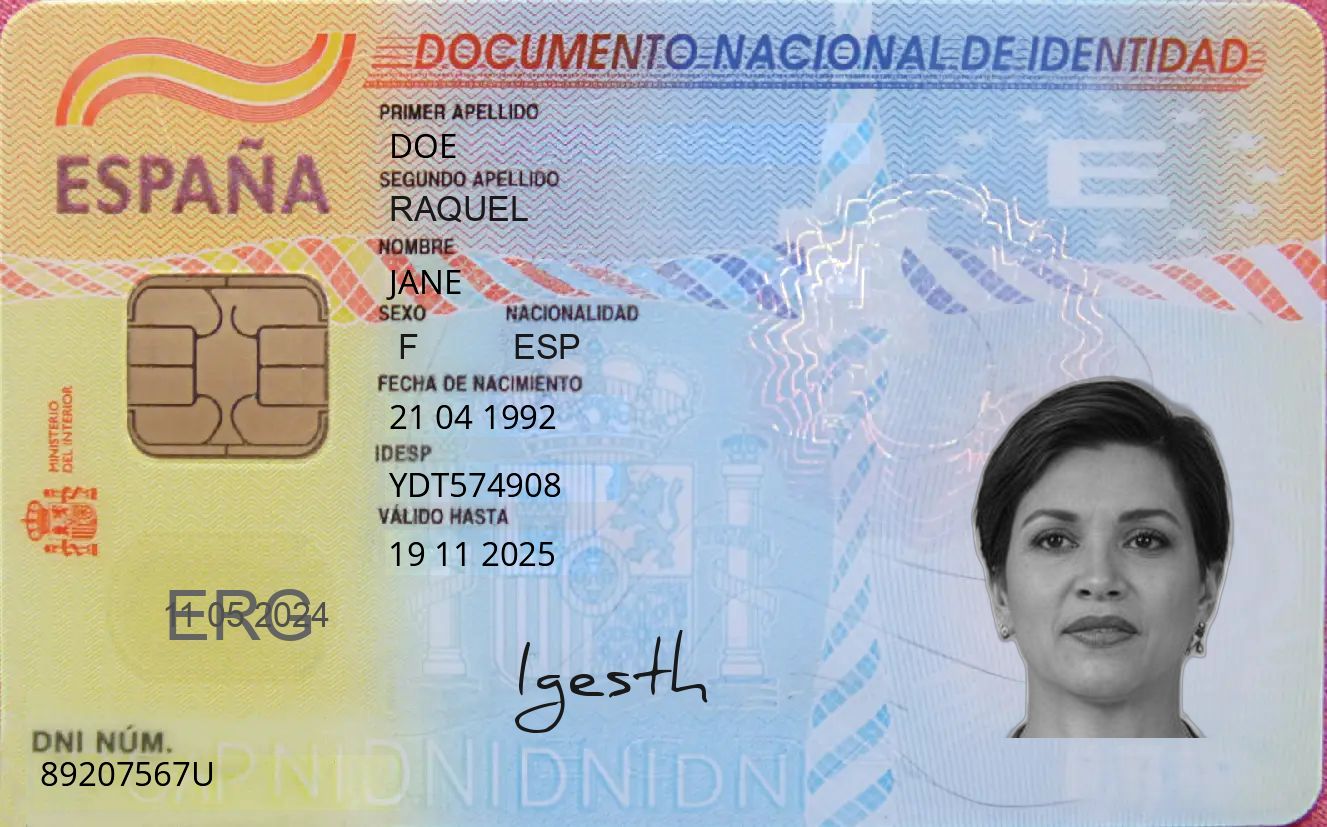 DOCUMENTO NACIONAL DE IDENTIDAD
ESPAÑA
PRIMER APELLIDO
DOE
SEGUNDO APELLIDO
RAQUEL
NOMBRE
JANE
SEXO NACIONALIDAD
F ESP
FECHA DE NACIMIENTO
21 04 1992
IDESP
YDT574908
VÁLIDO HASTA
19 11 2025
MINISTERIO
DEL INTERIOR
E
ERG
11 05 2024
Igesth
DNI NÚM.
89207567U
DNIDNIDNIDNI